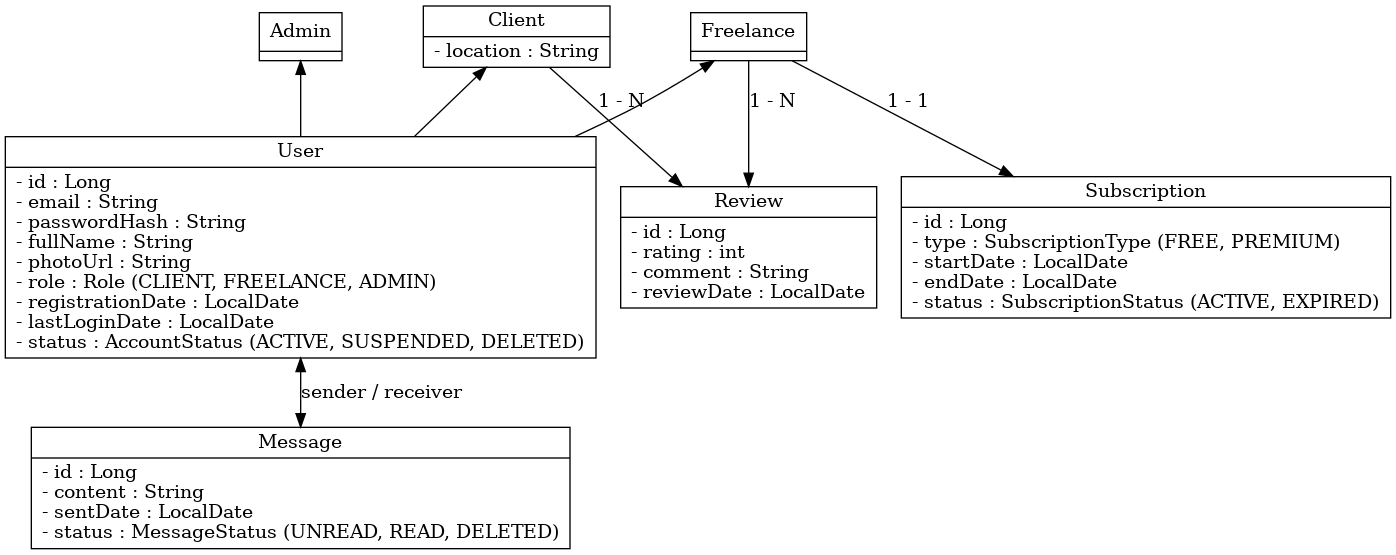 Admin
Client
- location : String
Freelance
1 - N
1 - N
1 - 1
User
- id : Long
- email : String
- passwordHash : String
- fullName : String
- photoUrl : String
- role : Role (CLIENT, FREELANCE, ADMIN)
- registrationDate : LocalDate
- lastLoginDate : LocalDate
- status : AccountStatus (ACTIVE, SUSPENDED, DELETED)
Review
- id : Long
- rating : int
- comment : String
- reviewDate : LocalDate
Subscription
- id : Long
- type : SubscriptionType (FREE, PREMIUM)
- startDate : LocalDate
- endDate : LocalDate
- status : SubscriptionStatus (ACTIVE, EXPIRED)
sender / receiver
Message
- id : Long
- content : String
- sentDate : LocalDate
- status : MessageStatus (UNREAD, READ, DELETED)